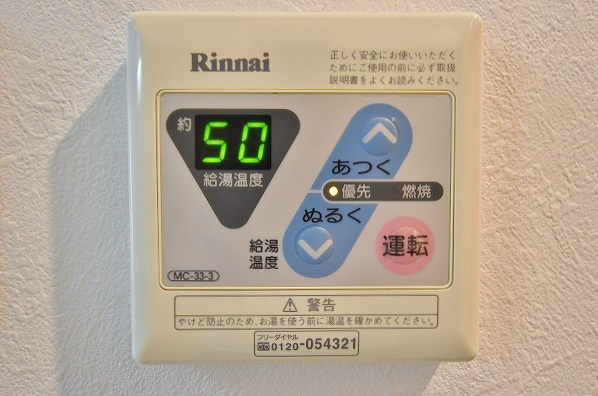 Rinnai
正しく安全にお使いいただく
ためにご使用の前に必ず取扱
説明書をよくお読みください。
約
50
給湯温度
あつく
優先 燃焼
ぬるく
給湯
温度
運転
MC-33-3
警告
やけど防止のため、お湯を使う前に湯温を確かめてください。
フリーダイヤル
0120-054321